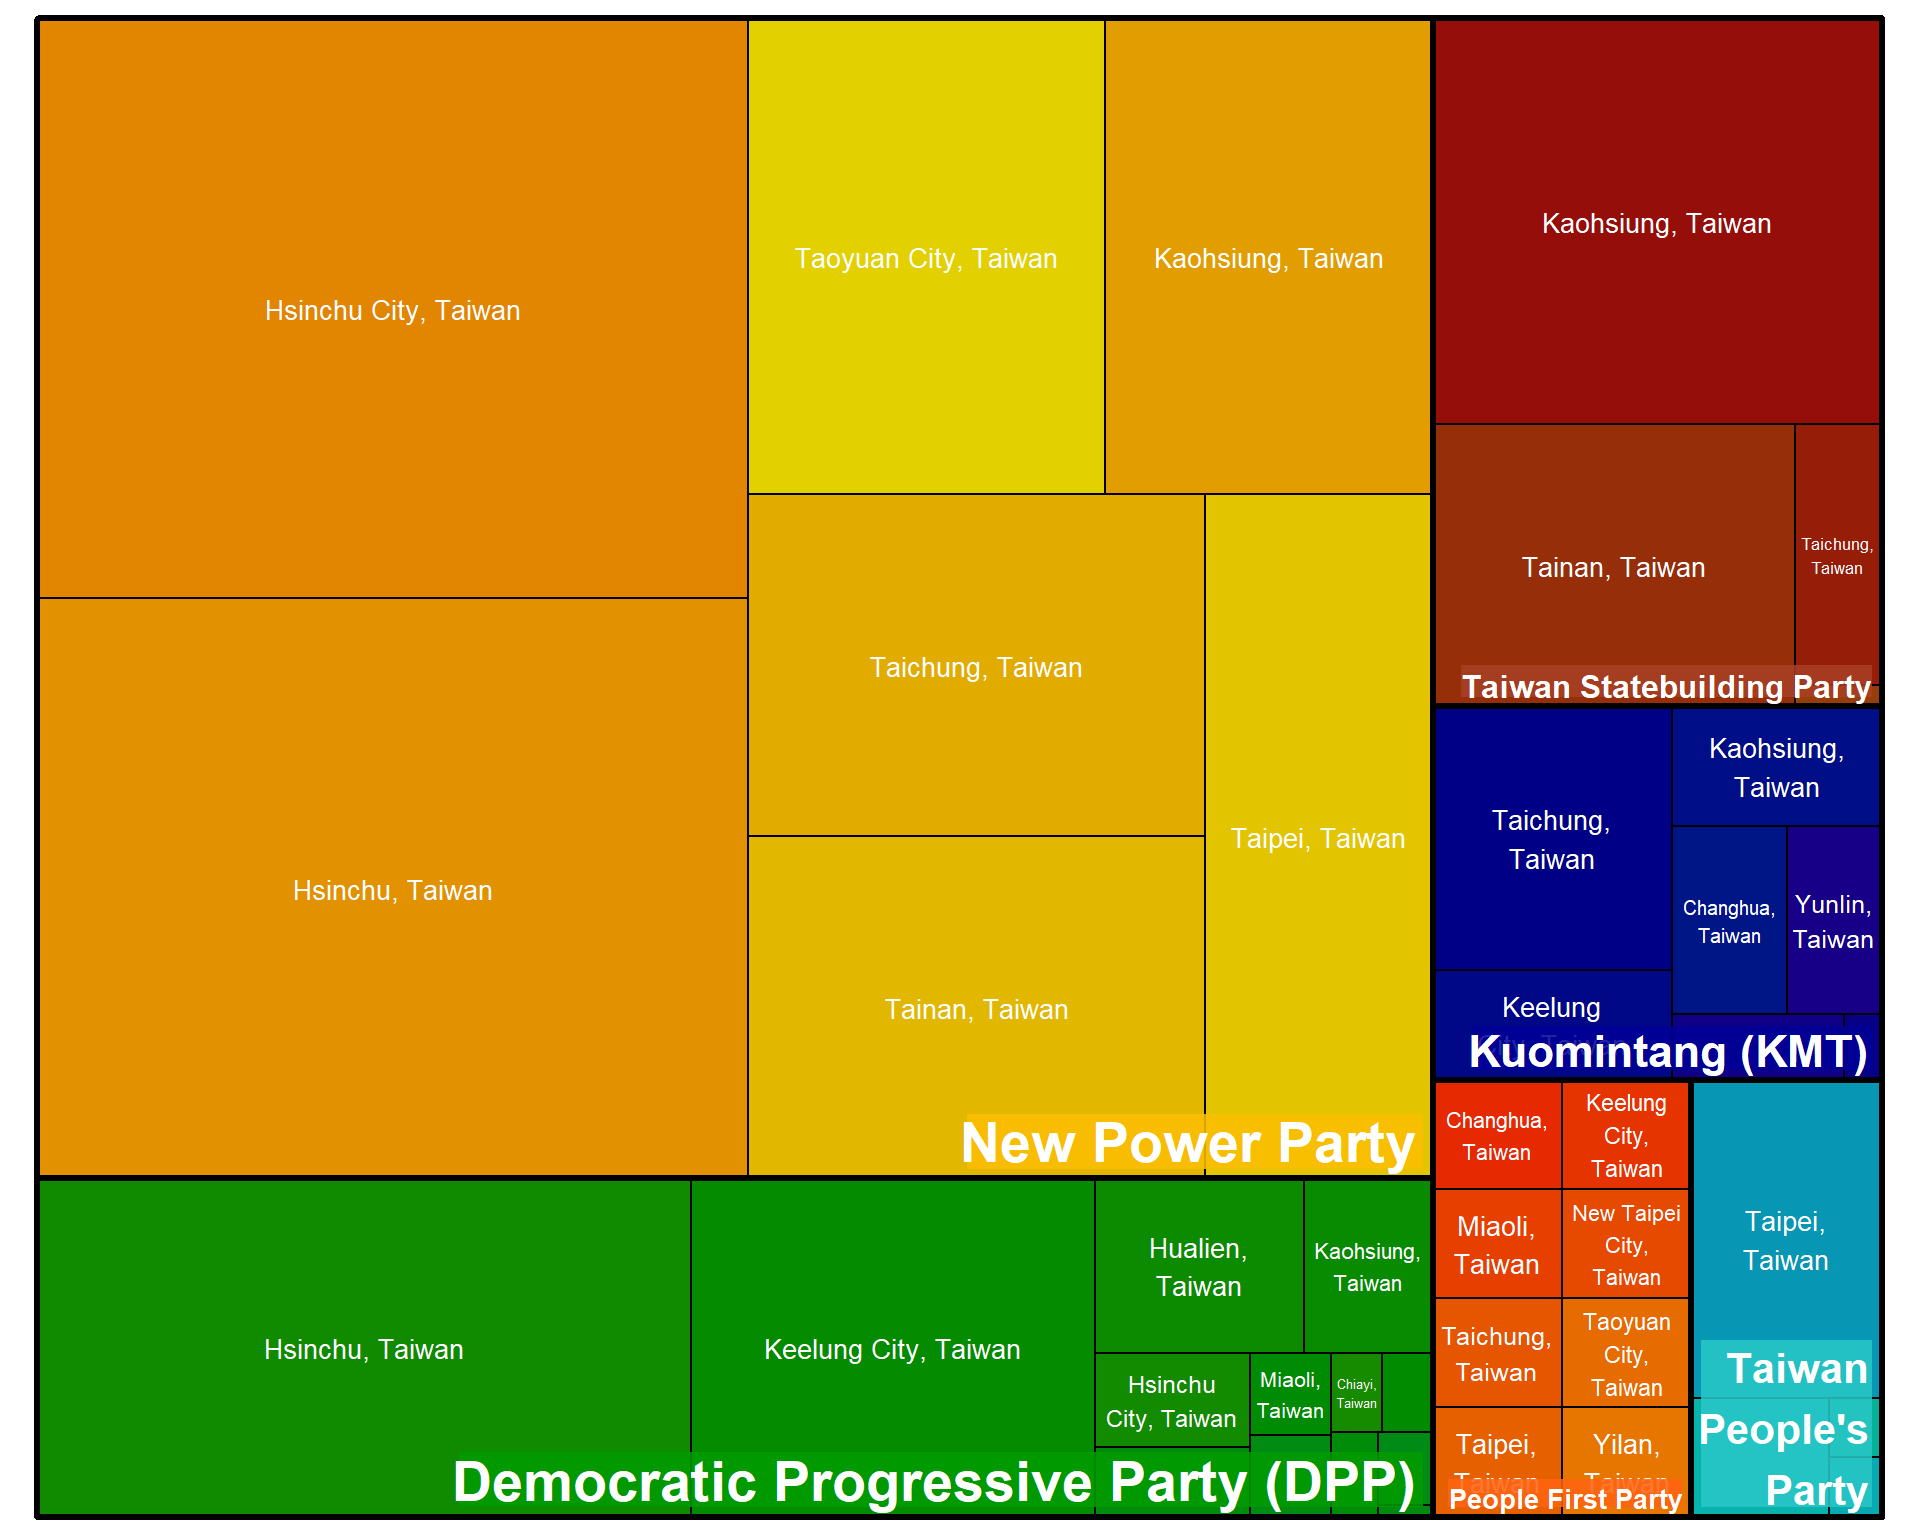 Hsinchu City, Taiwan
Taoyuan City, Taiwan
Kaohsiung, Taiwan
Hsinchu, Taiwan
Taichung, Taiwan
Tainan, Taiwan
Taipei, Taiwan
New Power Party
Kaohsiung, Taiwan
Tainan, Taiwan
Taichung,
Taiwan
Taiwan Statebuilding Party
Taichung,
Taiwan
Kaohsiung,
Taiwan
Changhua,
Taiwan
Yunlin,
Taiwan
Keelung
City, Taiwan
Kuomintang (KMT)
Hsinchu, Taiwan
Keelung City, Taiwan
Hualien,
Taiwan
Kaohsiung,
Taiwan
Hsinchu
City, Taiwan
Miaoli,
Taiwan
Chiayi,
Taiwan
Democratic Progressive Party (DPP)
Changhua,
Taiwan
Keelung
City,
Taiwan
Miaoli,
Taiwan
New Taipei
City,
Taiwan
Taichung,
Taiwan
Taoyuan
City,
Taiwan
Taipei,
Taiwan
Yilan,
Taiwan
People First Party
Taipei,
Taiwan
Taiwan
People's
Party